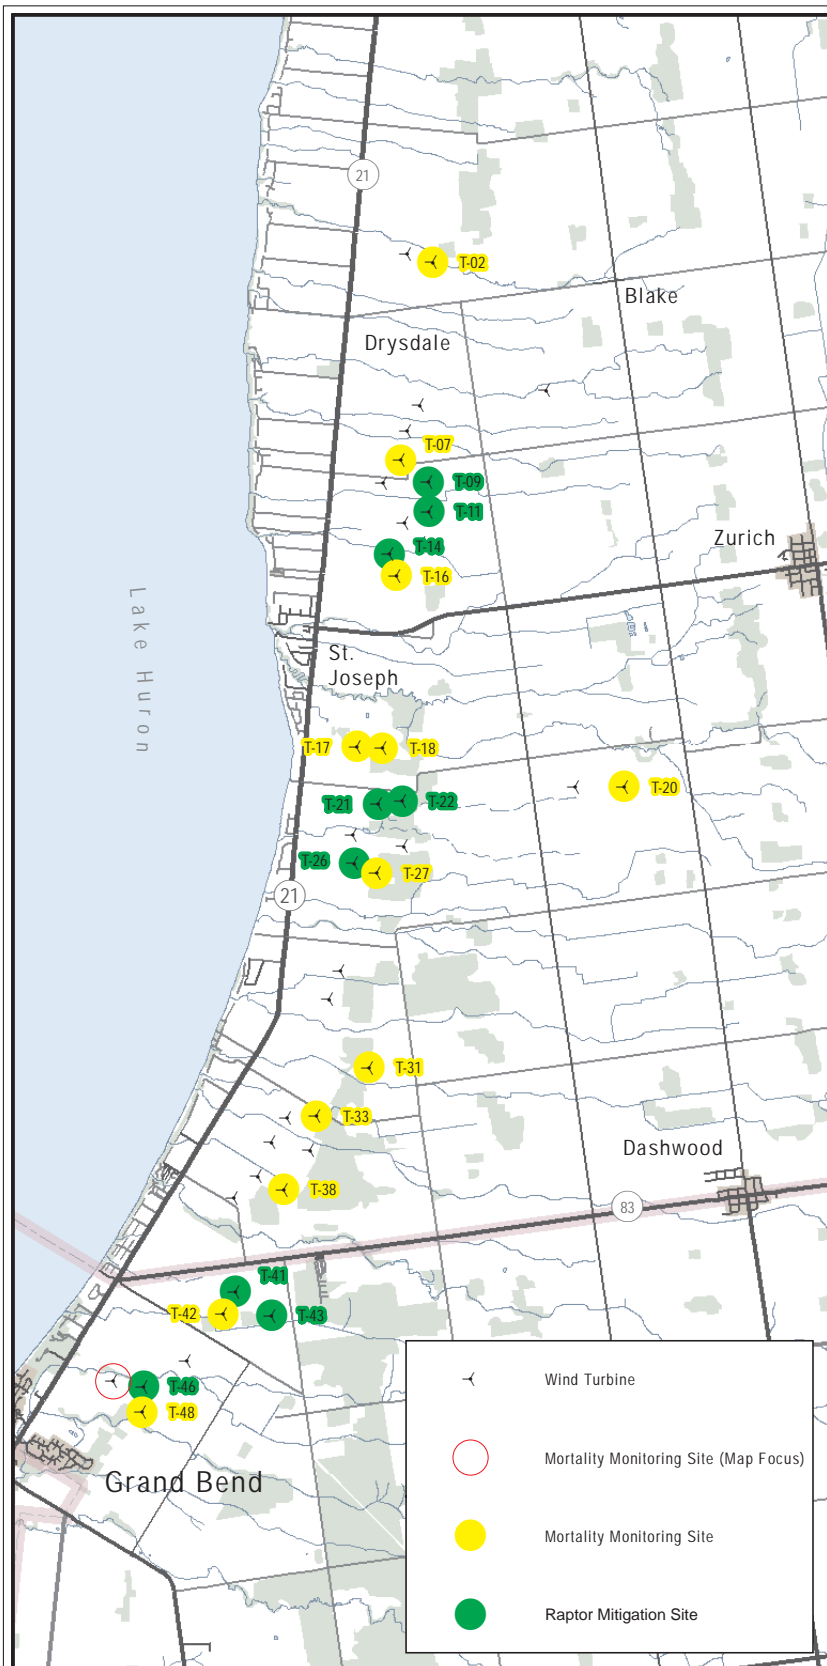 21
T-02
Blake
Drysdale
T-07
T-09
T-11
Zurich
T-14
T-16
Lake Huron
St.
Joseph
T-17
T-18
T-20
T-21
T-22
T-26
T-27
21
T-31
T-33
Dashwood
T-38
83
T-41
T-42
T-43
T-46
T-48
Grand Bend
Wind Turbine
Mortality Monitoring Site (Map Focus)
Mortality Monitoring Site
Raptor Mitigation Site